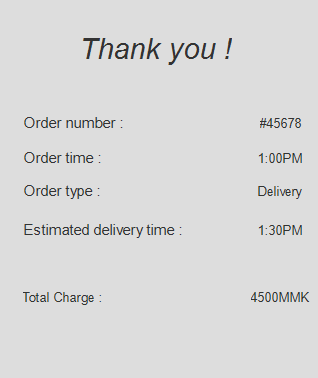 Thank you !
Order number : #45678
Order time : 1:00PM
Order type : Delivery
Estimated delivery time : 1:30PM
Total Charge : 4500MMK